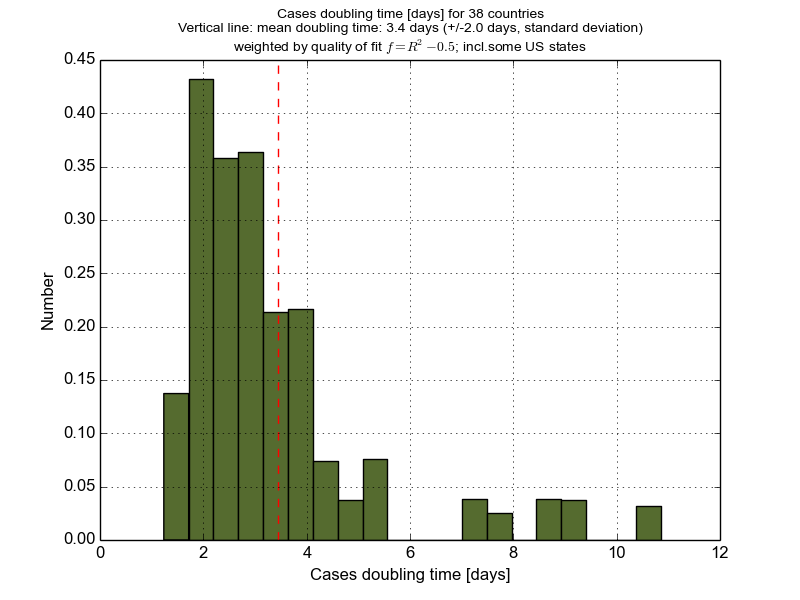 Cases doubling time [days] for 38 countries
Vertical line: mean doubling time: 3.4 days (+/-2.0 days, standard deviation)
weighted by quality of fit f = R² − 0.5; incl.some US states
0.45
0.40
0.35
0.30
0.25
0.20
0.15
0.10
0.05
0.00
Number
0 2 4 6 8 10 12
Cases doubling time [days]